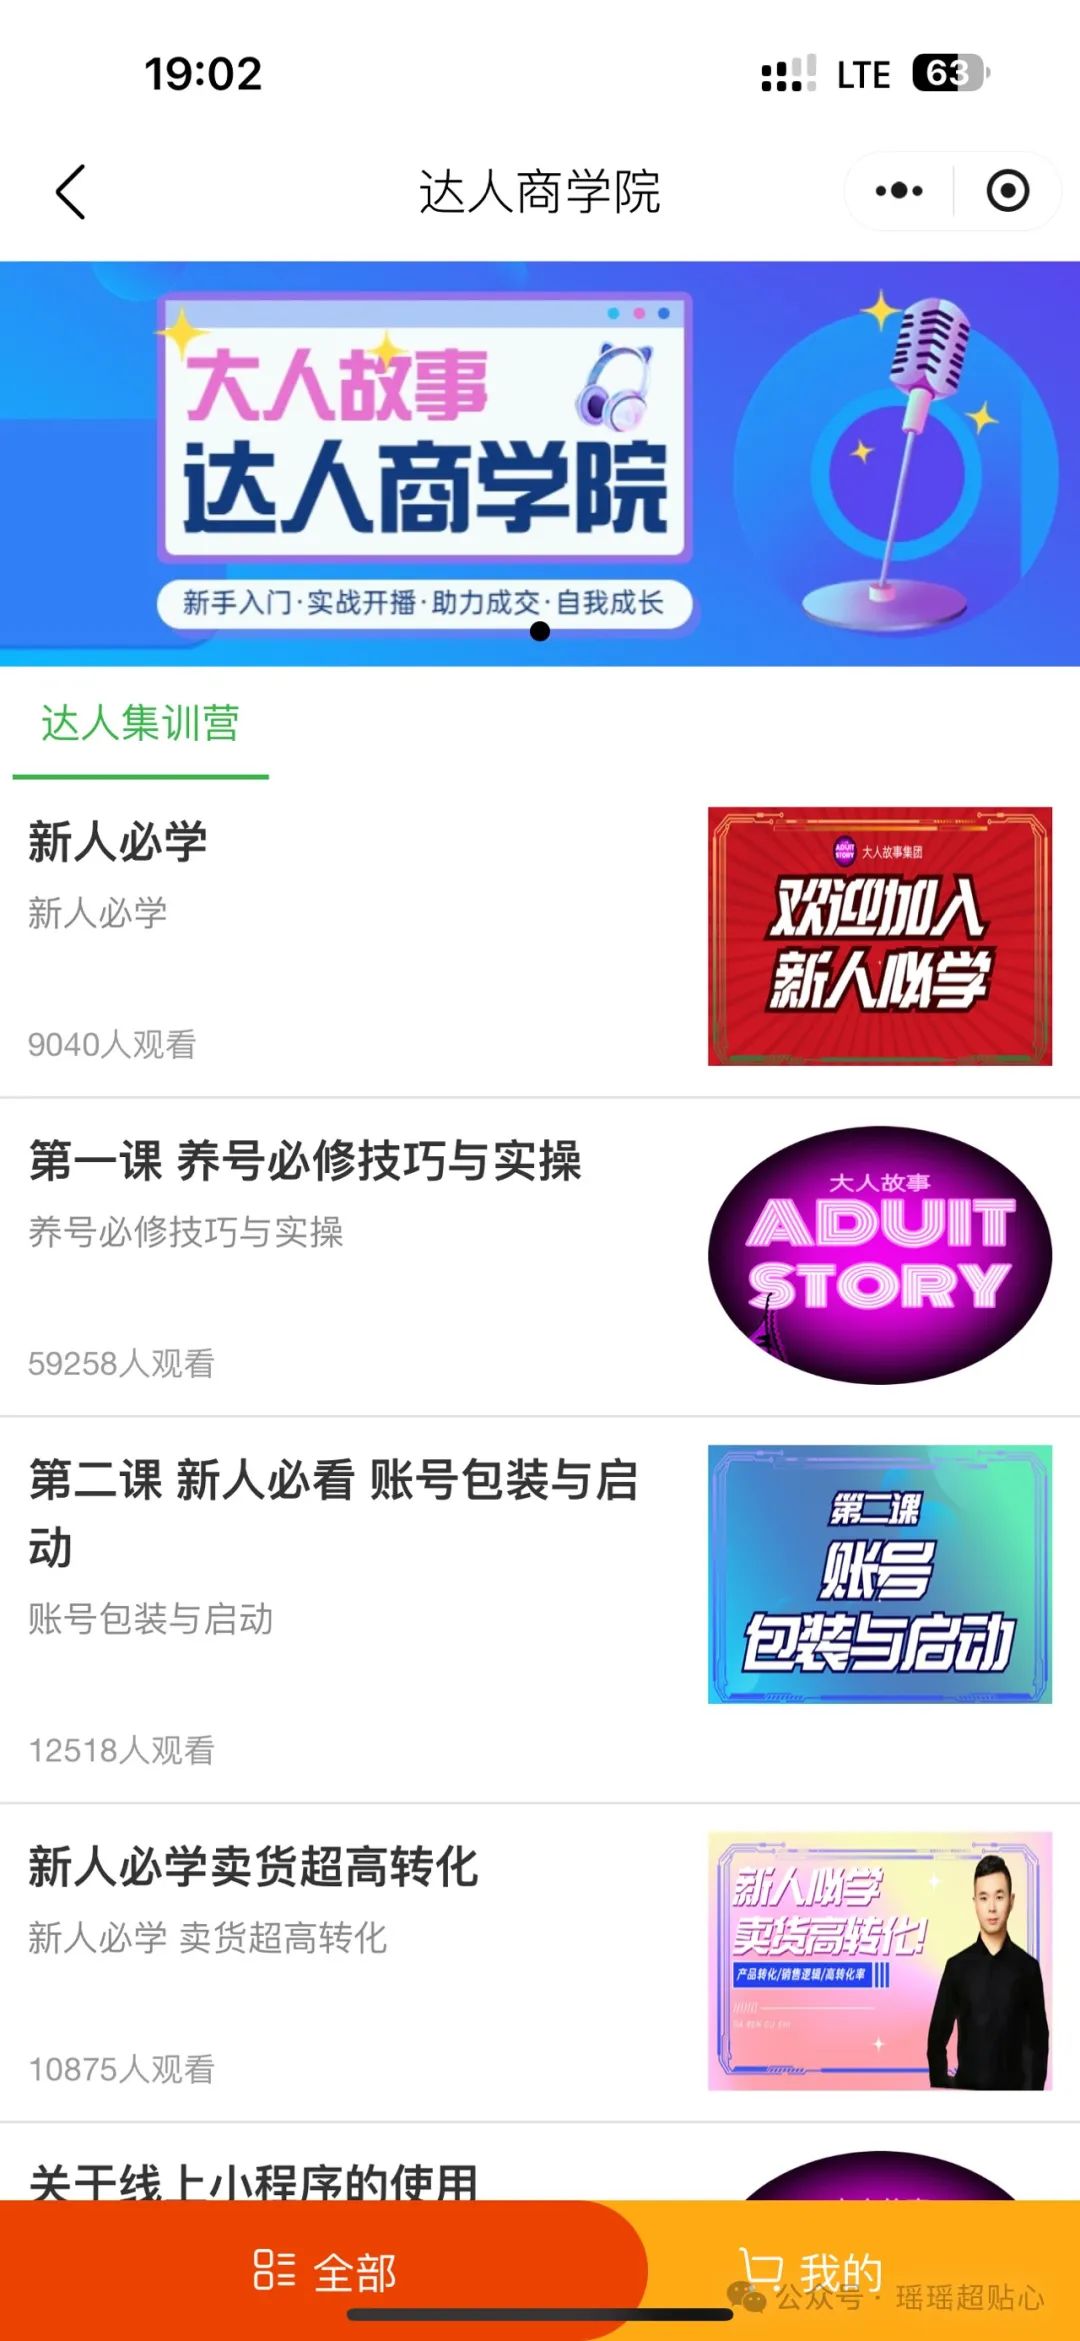 19:02
LTE 63
达人商学院
大人故事
达人商学院
新手入门·实战开播·助力成交·自我成长
达人集训营
新人必学
新人必学
9040人观看
ADUIT
STORY
大人故事集团
欢迎加入
新人必学
第一课 养号必修技巧与实操
养号必修技巧与实操
59258人观看
大人故事
ADUIT
STORY
第二课 新人必看 账号包装与启
动
账号包装与启动
12518人观看
第二课
账号
包装与启动
新人必学卖货超高转化
新人必学 卖货超高转化
10875人观看
新人必学
卖货高转化!
产品转化/销售逻辑/高转化率
DA REN GU SHI
关于线上小程序的使用
全部
我的
公众号·瑶瑶超贴心